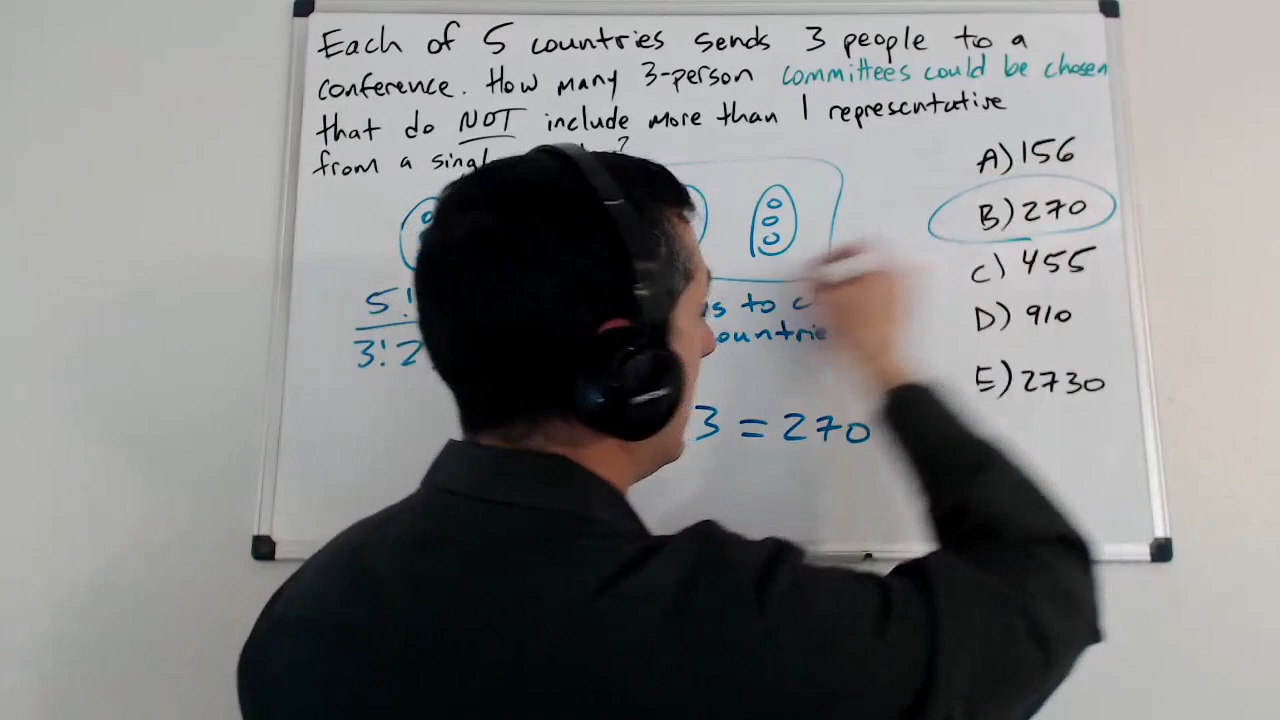 Each of 5 countries sends 3 people to a
conference. How many 3-person committees could be chosen
that do NOT include more than 1 representative
from a ?
A) 156
B) 270
C) 455
D) 910
E) 2730
5! to
3! 2
3 = 270